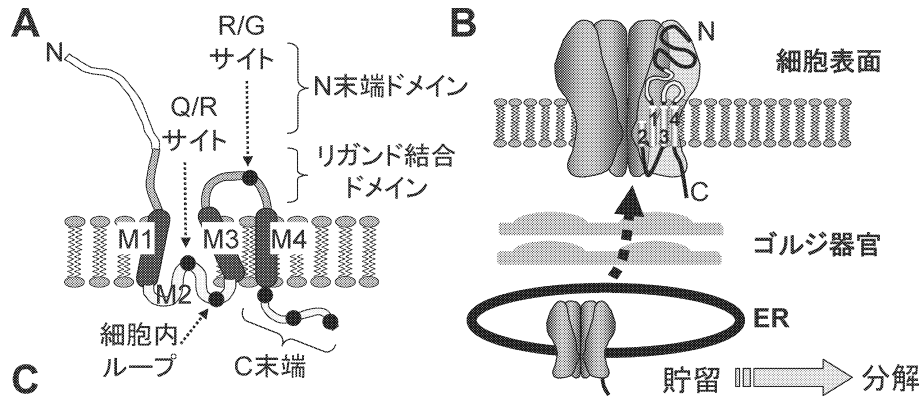 A
N
R/G
サイト
N末端ドメイン
Q/R
サイト
リガンド結合
ドメイン
M1
M3
M4
M2
細胞内
ループ
C末端
C
B
N
細胞表面
1
4
2
3
C
ゴルジ器官
ER
貯留
分解